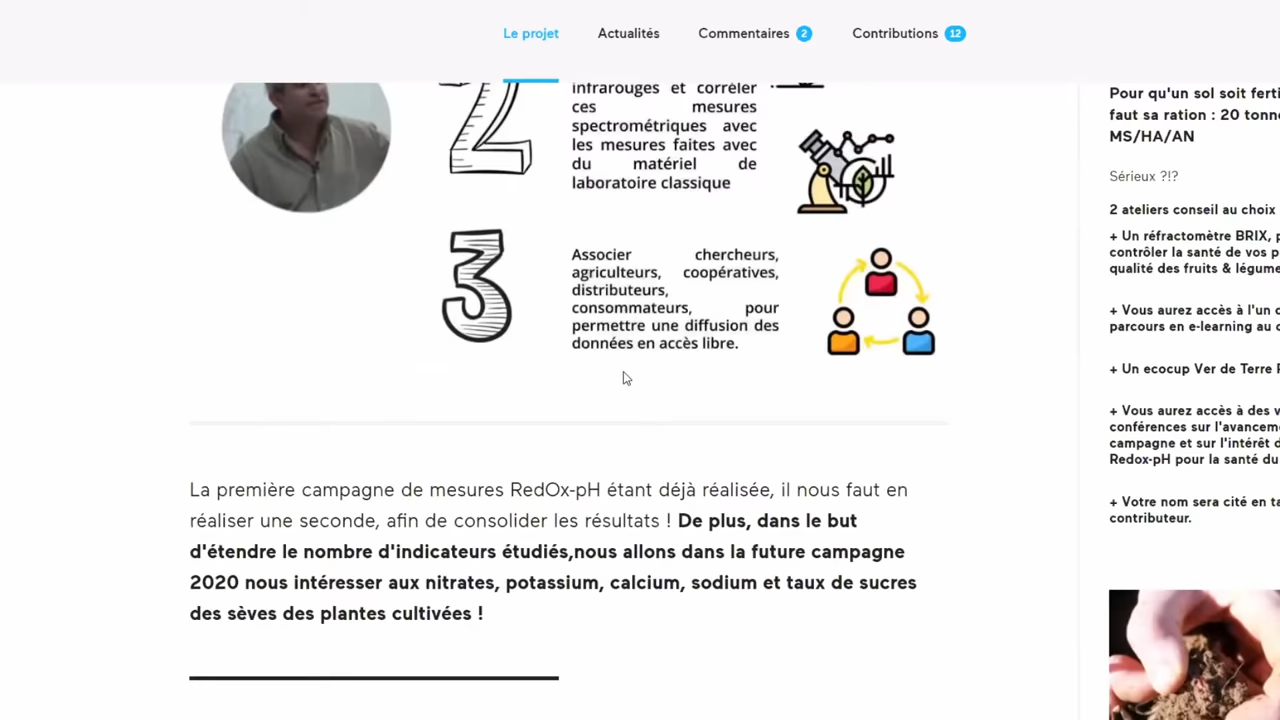 Le projet
Actualités
Commentaires 2
Contributions 12
infrarouges et corréler
ces mesures
spectrométriques avec
les mesures faites avec
du matériel de
laboratoire classique
2
3
Associer chercheurs,
agriculteurs, coopératives,
distributeurs,
consommateurs, pour
permettre une diffusion des
données en accès libre.
La première campagne de mesures RedOx-pH étant déjà réalisée, il nous faut en
réaliser une seconde, afin de consolider les résultats ! De plus, dans le but
d'étendre le nombre d'indicateurs étudiés,nous allons dans la future campagne
2020 nous intéresser aux nitrates, potassium, calcium, sodium et taux de sucres
des sèves des plantes cultivées !
Pour qu'un sol soit ferti
faut sa ration : 20 tonn
MS/HA/AN
Sérieux ?!?
2 ateliers conseil au choix
+ Un réfractomètre BRIX, p
contrôler la santé de vos p
qualité des fruits & légume
+ Vous aurez accès à l'un
parcours en e-learning au
+ Un ecocup Ver de Terre
+ Vous aurez accès à des v
conférences sur l'avancem
campagne et sur l'intérêt d
Redox-pH pour la santé du
+ Votre nom sera cité en ta
contributeur.